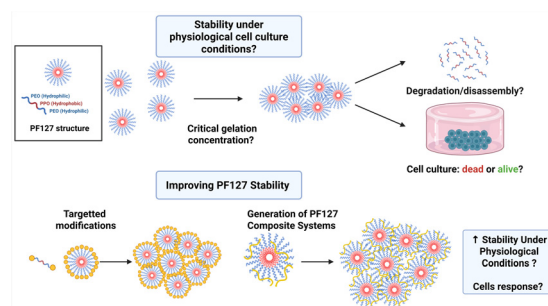 Stability under
physiological cell culture
conditions?
PEO (Hydrophilic)
PPO (Hydrophobic)
PEO (Hydrophilic)
PF127 structure
Critical gelation
concentration?
Degradation/disassembly?
Cell culture: dead or alive?
Improving PF127 Stability
Targetted
modifications
Generation of PF127
Composite Systems
↑ Stability Under
Physiological
Conditions ?
Cells response?